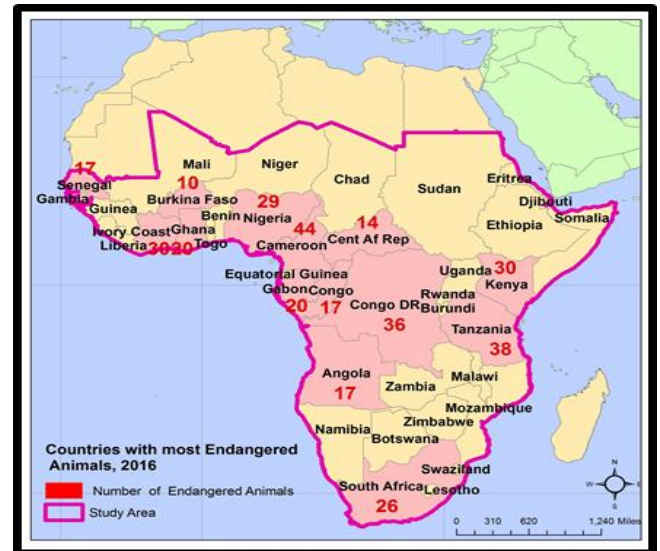 17
Senegal
Gambia
Guinea
Mali
10
Burkina Faso
Niger
29
Benin
Nigeria
Chad
Sudan
Eritrea
Djibouti
Somalia
Ethiopia
Ivory Coast
Ghana
Liberia
30
20
Togo
44
Cameroon
14
Cent Af Rep
Equatorial Guinea
Gabon
Congo
20
17
Congo DR
36
Uganda
30
Kenya
Rwanda
Burundi
Tanzania
38
Angola
17
Zambia
Malawi
Mozambique
Zimbabwe
Namibia
Botswana
Swaziland
South Africa
Lesotho
26
Countries with most Endangered
Animals, 2016
Number of Endangered Animals
Study Area
N
W
E
S
0 310 620 1,240 Miles